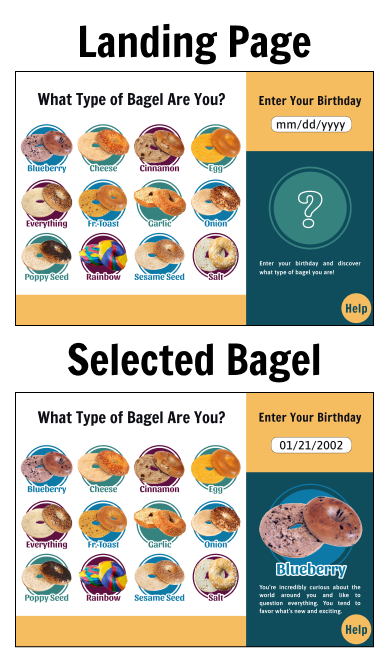 Landing Page
What Type of Bagel Are You?
Enter Your Birthday
mm/dd/yyyy
Blueberry
Cheese
Cinnamon
Egg
Everything
Fr. Toast
Garlic
Onion
Poppy Seed
Rainbow
Sesame Seed
Salt
?
Enter your birthday and discover
what type of bagel you are!
Help
Selected Bagel
What Type of Bagel Are You?
Enter Your Birthday
01/21/2002
Blueberry
Cheese
Cinnamon
Egg
Everything
Fr. Toast
Garlic
Onion
Poppy Seed
Rainbow
Sesame Seed
Salt
Blueberry
You're incredibly curious about the
world around you and like to
question everything. You tend to
favor what's new and exciting.
Help